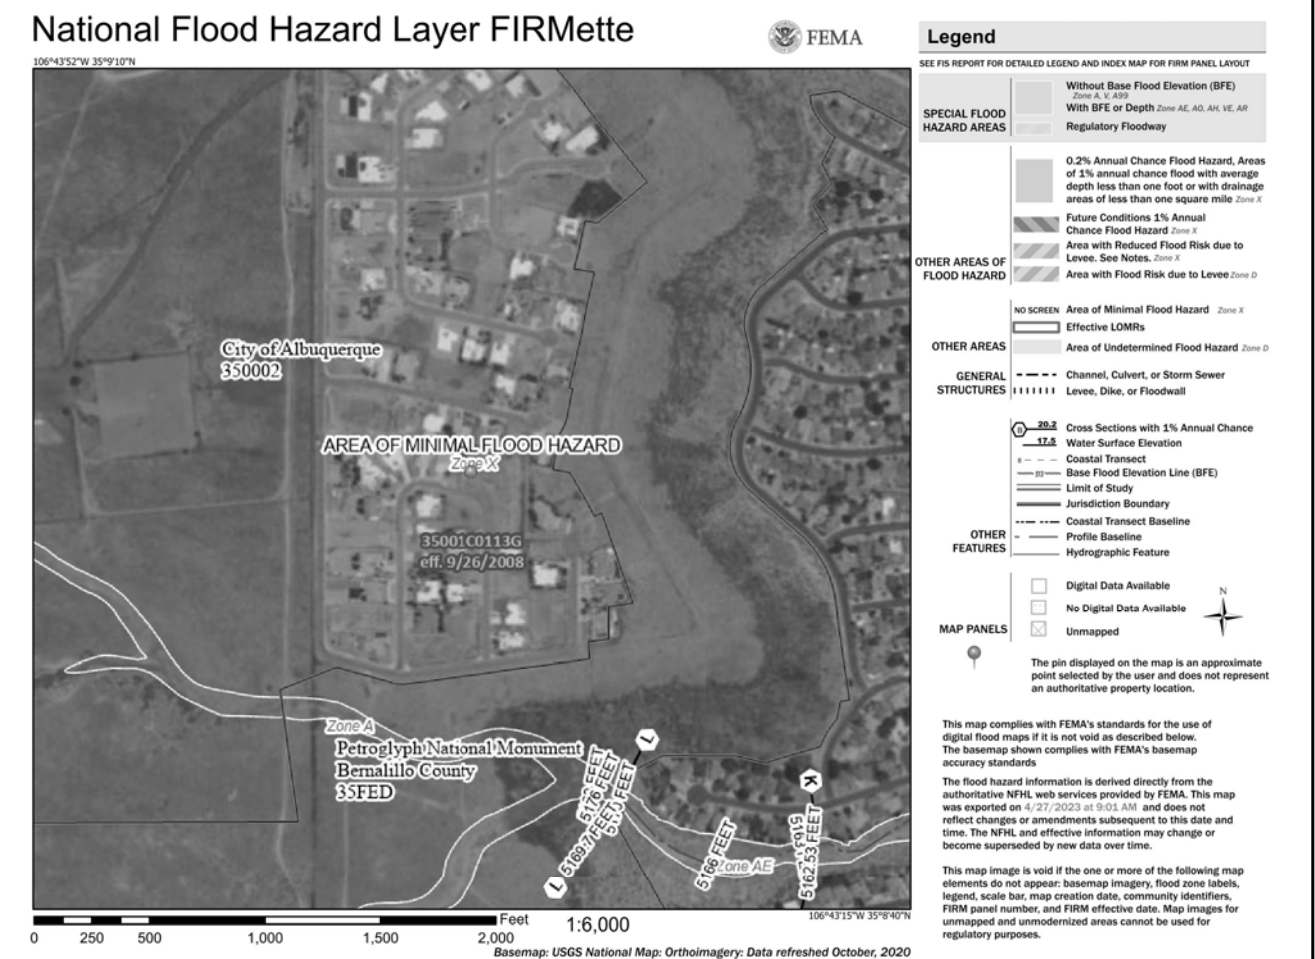 National Flood Hazard Layer FIRMette
FEMA
106°43'52"W 35°9'10"N
City of Albuquerque
350002
AREA OF MINIMAL FLOOD HAZARD
Zone X
35001C0113G
eff. 9/26/2008
Zone A
Petroglyph National Monument
Bernalillo County
35FED
L
5176 FEET
FEET
5169.7 FEET
L
K
5166 FEET
Zone AE
5162.53 FEET
106°43'15"W 35°8'40"N
Feet
1:6,000
0
250
500
1,000
1,500
2,000
Basemap: USGS National Map: Orthoimagery: Data refreshed October, 2020
Legend
SEE FIS REPORT FOR DETAILED LEGEND AND INDEX MAP FOR FIRM PANEL LAYOUT
SPECIAL FLOOD
HAZARD AREAS
Without Base Flood Elevation (BFE)
Zone A, V, A99
With BFE or Depth Zone AE, AO, AH, VE, AR
Regulatory Floodway
OTHER AREAS OF
FLOOD HAZARD
0.2% Annual Chance Flood Hazard, Areas
of 1% annual chance flood with average
depth less than one foot or with drainage
areas of less than one square mile Zone X
Future Conditions 1% Annual
Chance Flood Hazard Zone X
Area with Reduced Flood Risk due to
Levee. See Notes. Zone X
Area with Flood Risk due to Levee Zone D
OTHER AREAS
NO SCREEN Area of Minimal Flood Hazard Zone X
Effective LOMRs
Area of Undetermined Flood Hazard Zone D
GENERAL
STRUCTURES
Channel, Culvert, or Storm Sewer
Levee, Dike, or Floodwall
OTHER
FEATURES
B 20.2 Cross Sections with 1% Annual Chance
17.5 Water Surface Elevation
8 Coastal Transect
Base Flood Elevation Line (BFE)
Limit of Study
Jurisdiction Boundary
Coastal Transect Baseline
Profile Baseline
Hydrographic Feature
MAP PANELS
Digital Data Available
No Digital Data Available
Unmapped
N
The pin displayed on the map is an approximate
point selected by the user and does not represent
an authoritative property location.
This map complies with FEMA's standards for the use of
digital flood maps if it is not void as described below.
The basemap shown complies with FEMA's basemap
accuracy standards
The flood hazard information is derived directly from the
authoritative NFHL web services provided by FEMA. This map
was exported on 4/27/2023 at 9:01 AM and does not
reflect changes or amendments subsequent to this date and
time. The NFHL and effective information may change or
become superseded by new data over time.
This map image is void if the one or more of the following map
elements do not appear: basemap imagery, flood zone labels,
legend, scale bar, map creation date, community identifiers,
FIRM panel number, and FIRM effective date. Map images for
unmapped and unmodernized areas cannot be used for
regulatory purposes.